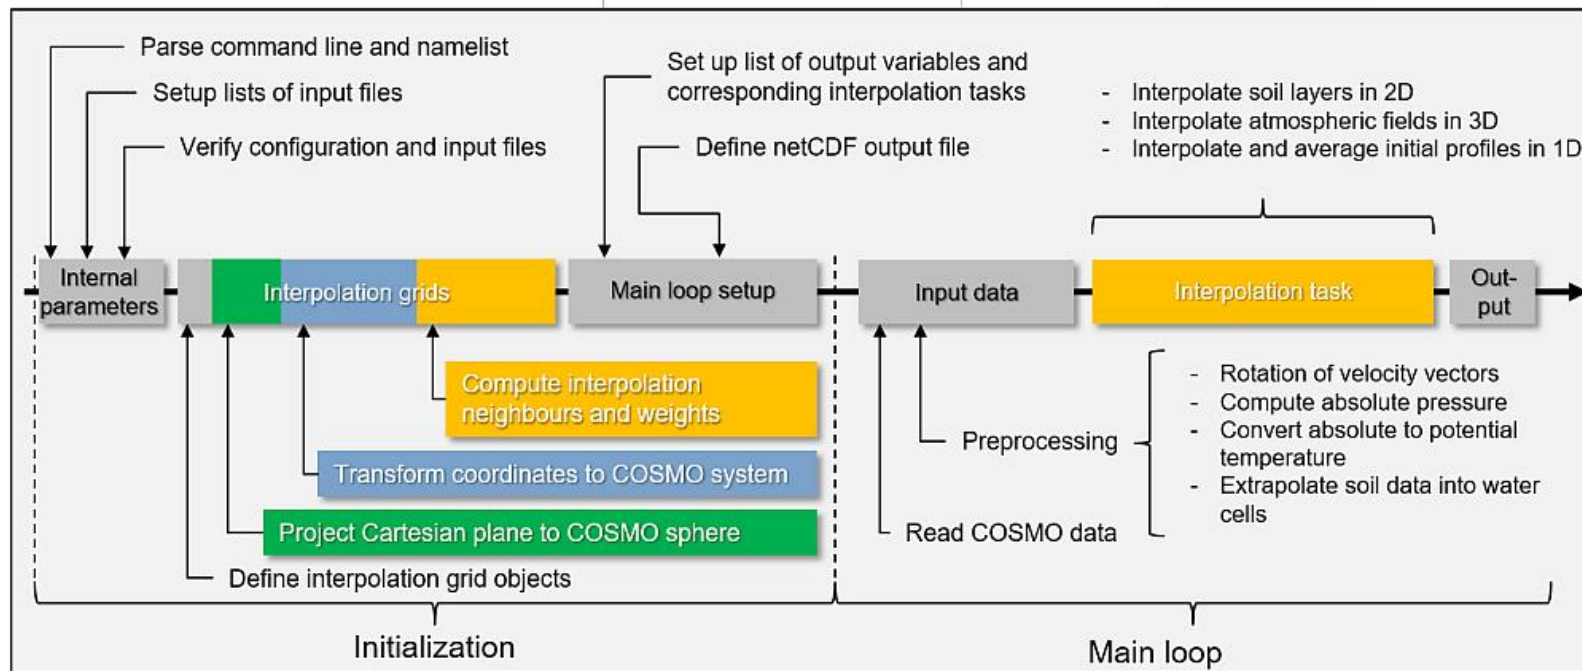 Parse command line and namelist
Setup lists of input files
Verify configuration and input files
Set up list of output variables and
corresponding interpolation tasks
Define netCDF output file
- Interpolate soil layers in 2D
- Interpolate atmospheric fields in 3D
- Interpolate and average initial profiles in 1D
Internal
parameters
Interpolation grids
Main loop setup
Input data
Interpolation task
Out-
put
Compute interpolation
neighbours and weights
Transform coordinates to COSMO system
Project Cartesian plane to COSMO sphere
Define interpolation grid objects
Preprocessing
- Rotation of velocity vectors
- Compute absolute pressure
- Convert absolute to potential
temperature
- Extrapolate soil data into water
cells
Read COSMO data
Initialization
Main loop